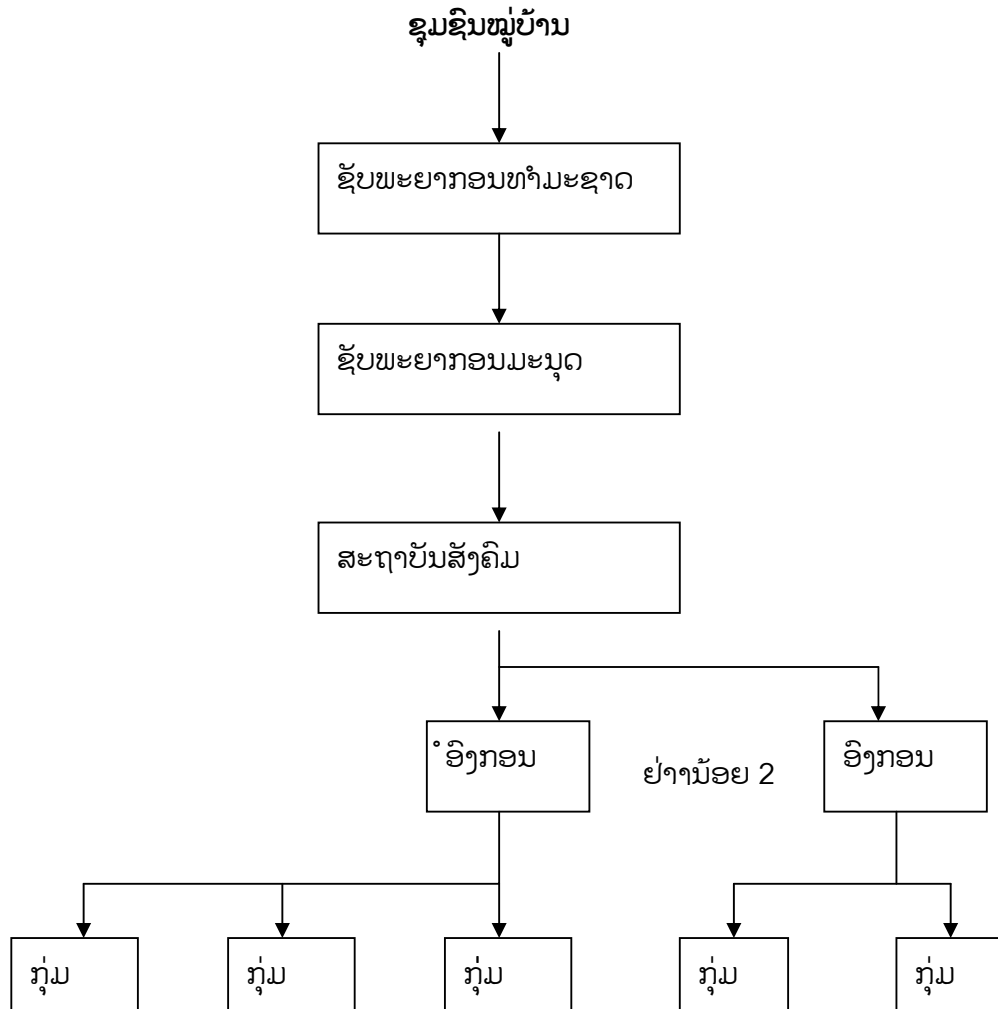 ຊຸມຊົນໝູ່ບ້ານ
ຊັບພະຍາກອນທຳມະຊາດ
ຊັບພະຍາກອນມະນຸດ
ສະຖາບັນສັງຄົມ
ໍອົງກອນ
ຢ່າານ້ອຍ 2
ອົງກອນ
ກຸ່ມ
ກຸ່ມ
ກຸ່ມ
ກຸ່ມ
ກຸ່ມ